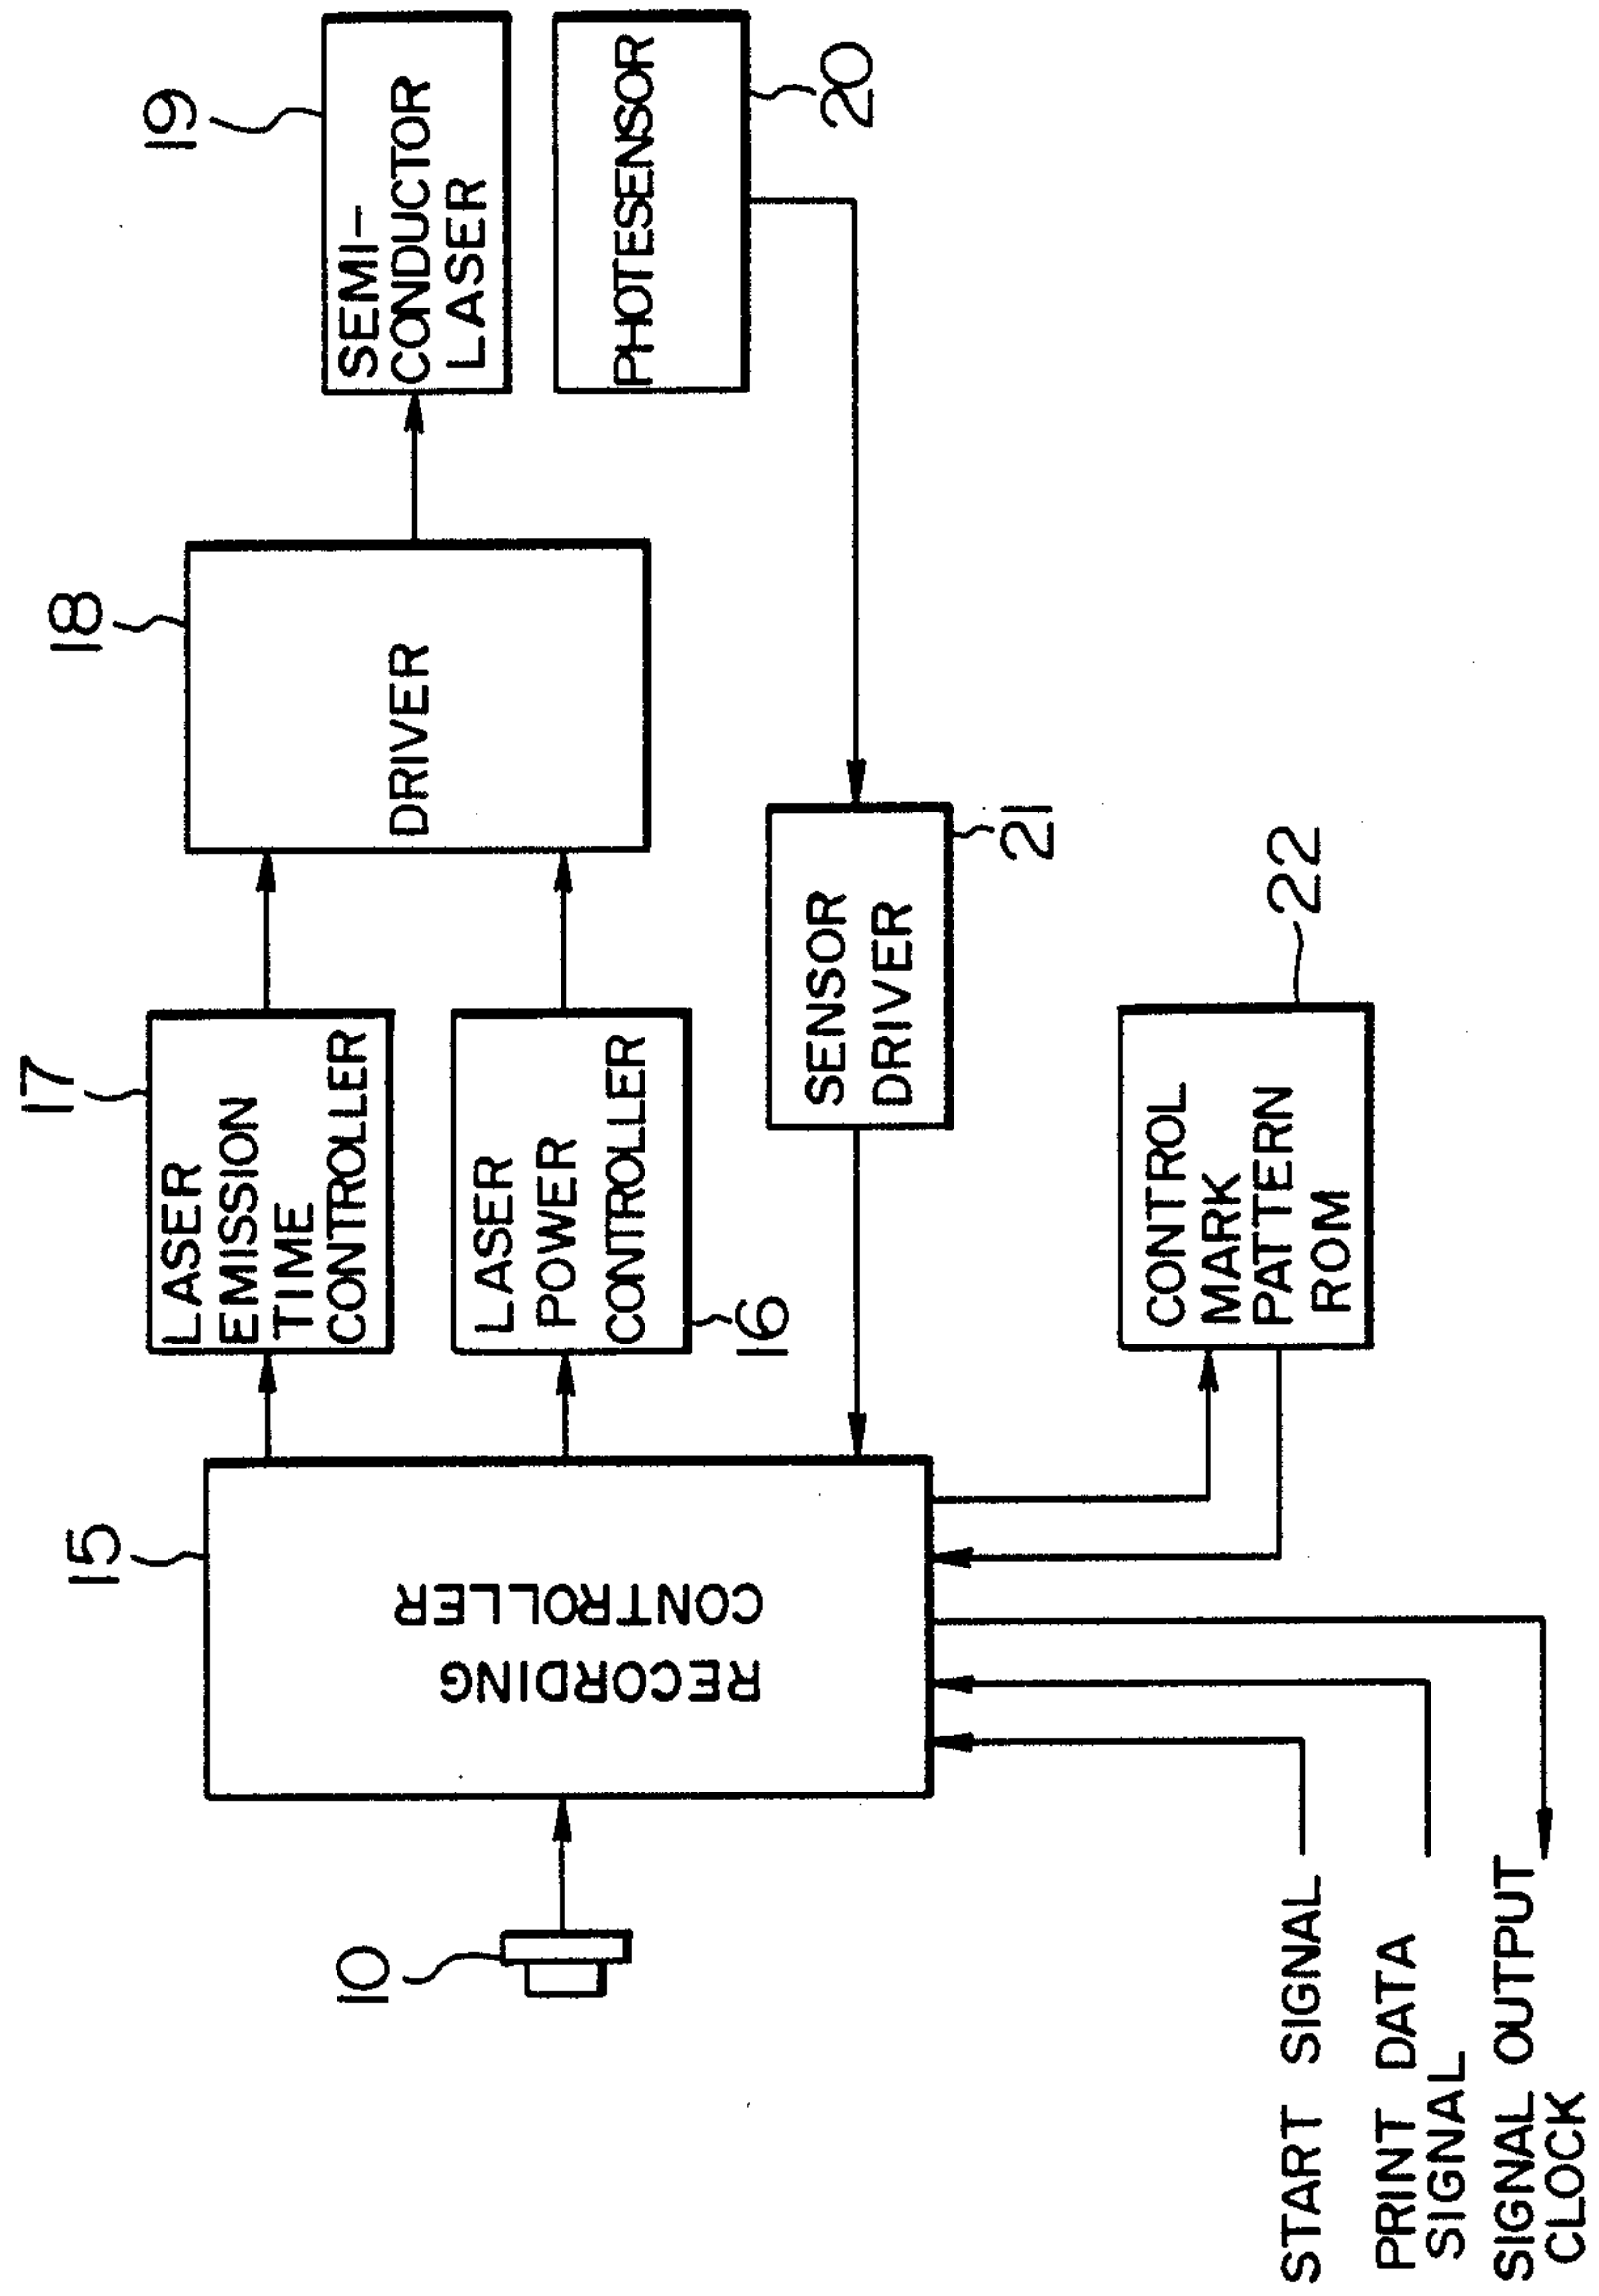 10
15
RECORDING
CONTROLLER
17
LASER
EMISSION
TIME
CONTROLLER
LASER
POWER
CONTROLLER
16
18
DRIVER
19
SEMI-
CONDUCTOR
LASER
PHOTESENSOR
20
SENSOR
DRIVER
21
CONTROL
MARK
PATTERN
ROM
22
START SIGNAL
PRINT DATA
SIGNAL
SIGNAL OUTPUT
CLOCK